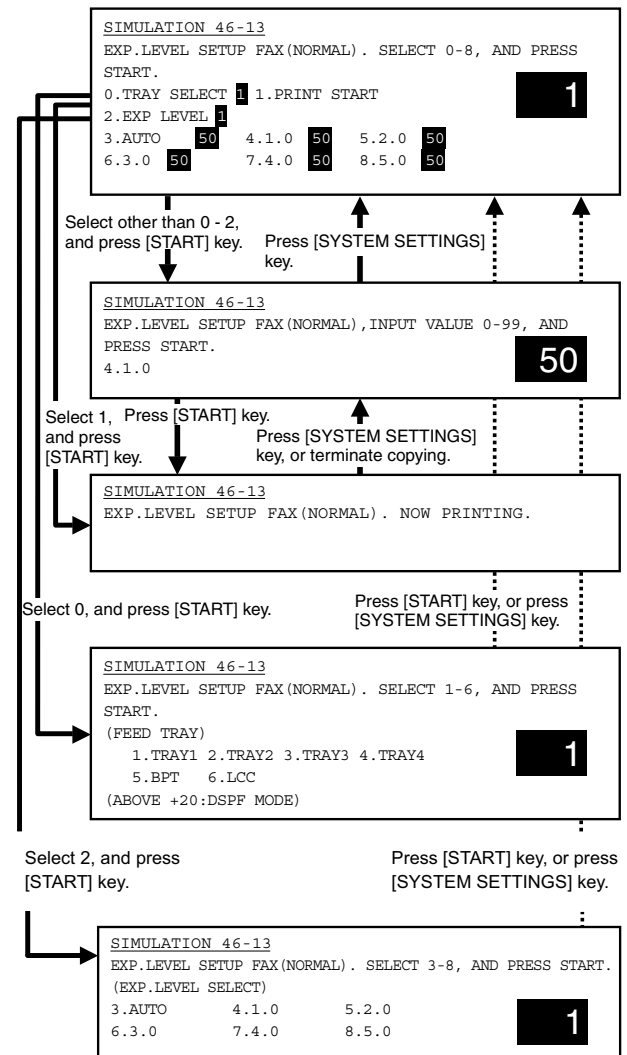 SIMULATION 46-13
EXP.LEVEL SETUP FAX(NORMAL). SELECT 0-8, AND PRESS
START.
0.TRAY SELECT 1 1.PRINT START
1
2.EXP LEVEL 1
3.AUTO 50 4.1.0 50 5.2.0 50
6.3.0 50 7.4.0 50 8.5.0 50
Select other than 0 - 2,
and press [START] key.
Press [SYSTEM SETTINGS]
key.
SIMULATION 46-13
EXP.LEVEL SETUP FAX(NORMAL),INPUT VALUE 0-99, AND
PRESS START.
4.1.0
50
Select 1,
and press
[START] key.
Press [START] key.
Press [SYSTEM SETTINGS]
key, or terminate copying.
SIMULATION 46-13
EXP.LEVEL SETUP FAX(NORMAL). NOW PRINTING.
Select 0, and press [START] key.
Press [START] key, or press
[SYSTEM SETTINGS] key.
SIMULATION 46-13
EXP.LEVEL SETUP FAX(NORMAL). SELECT 1-6, AND PRESS
START.
(FEED TRAY)
1.TRAY1 2.TRAY2 3.TRAY3 4.TRAY4
1
5.BPT 6.LCC
(ABOVE +20:DSPF MODE)
Select 2, and press
[START] key.
Press [START] key, or press
[SYSTEM SETTINGS] key.
SIMULATION 46-13
EXP.LEVEL SETUP FAX(NORMAL). SELECT 3-8, AND PRESS START.
(EXP.LEVEL SELECT)
3.AUTO 4.1.0 5.2.0
6.3.0 7.4.0 8.5.0
1